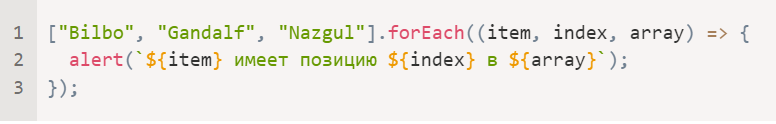 1 ["Bilbo", "Gandalf", "Nazgul"].forEach((item, index, array) => {
2 alert(`${item} имеет позицию ${index} в ${array}`);
3 });